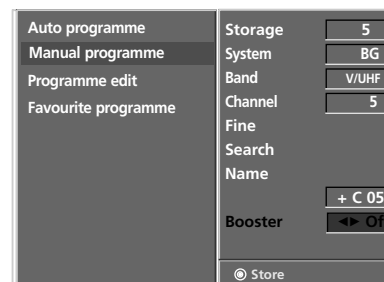 Auto programme
Manual programme
Programme edit
Favourite programme
Storage 5
System BG
Band V/UHF
Channel 5
Fine
Search
Name
+ C 05
Booster ◀▶ Of
Store